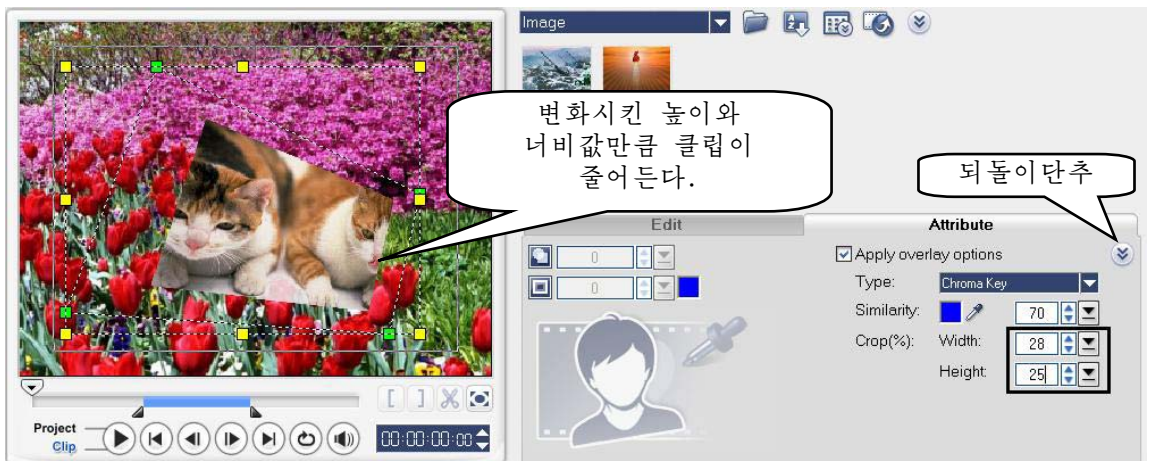 Image
변화시킨 높이와
너비값만큼 클립이
줄어든다.
되돌이단추
Edit
Attribute
0
0
Apply overlay options
Type:
Chroma Key
Similarity:
70
Crop(%):
Width:
28
Height:
25
[ ]
Project
Clip
00:00:00:00